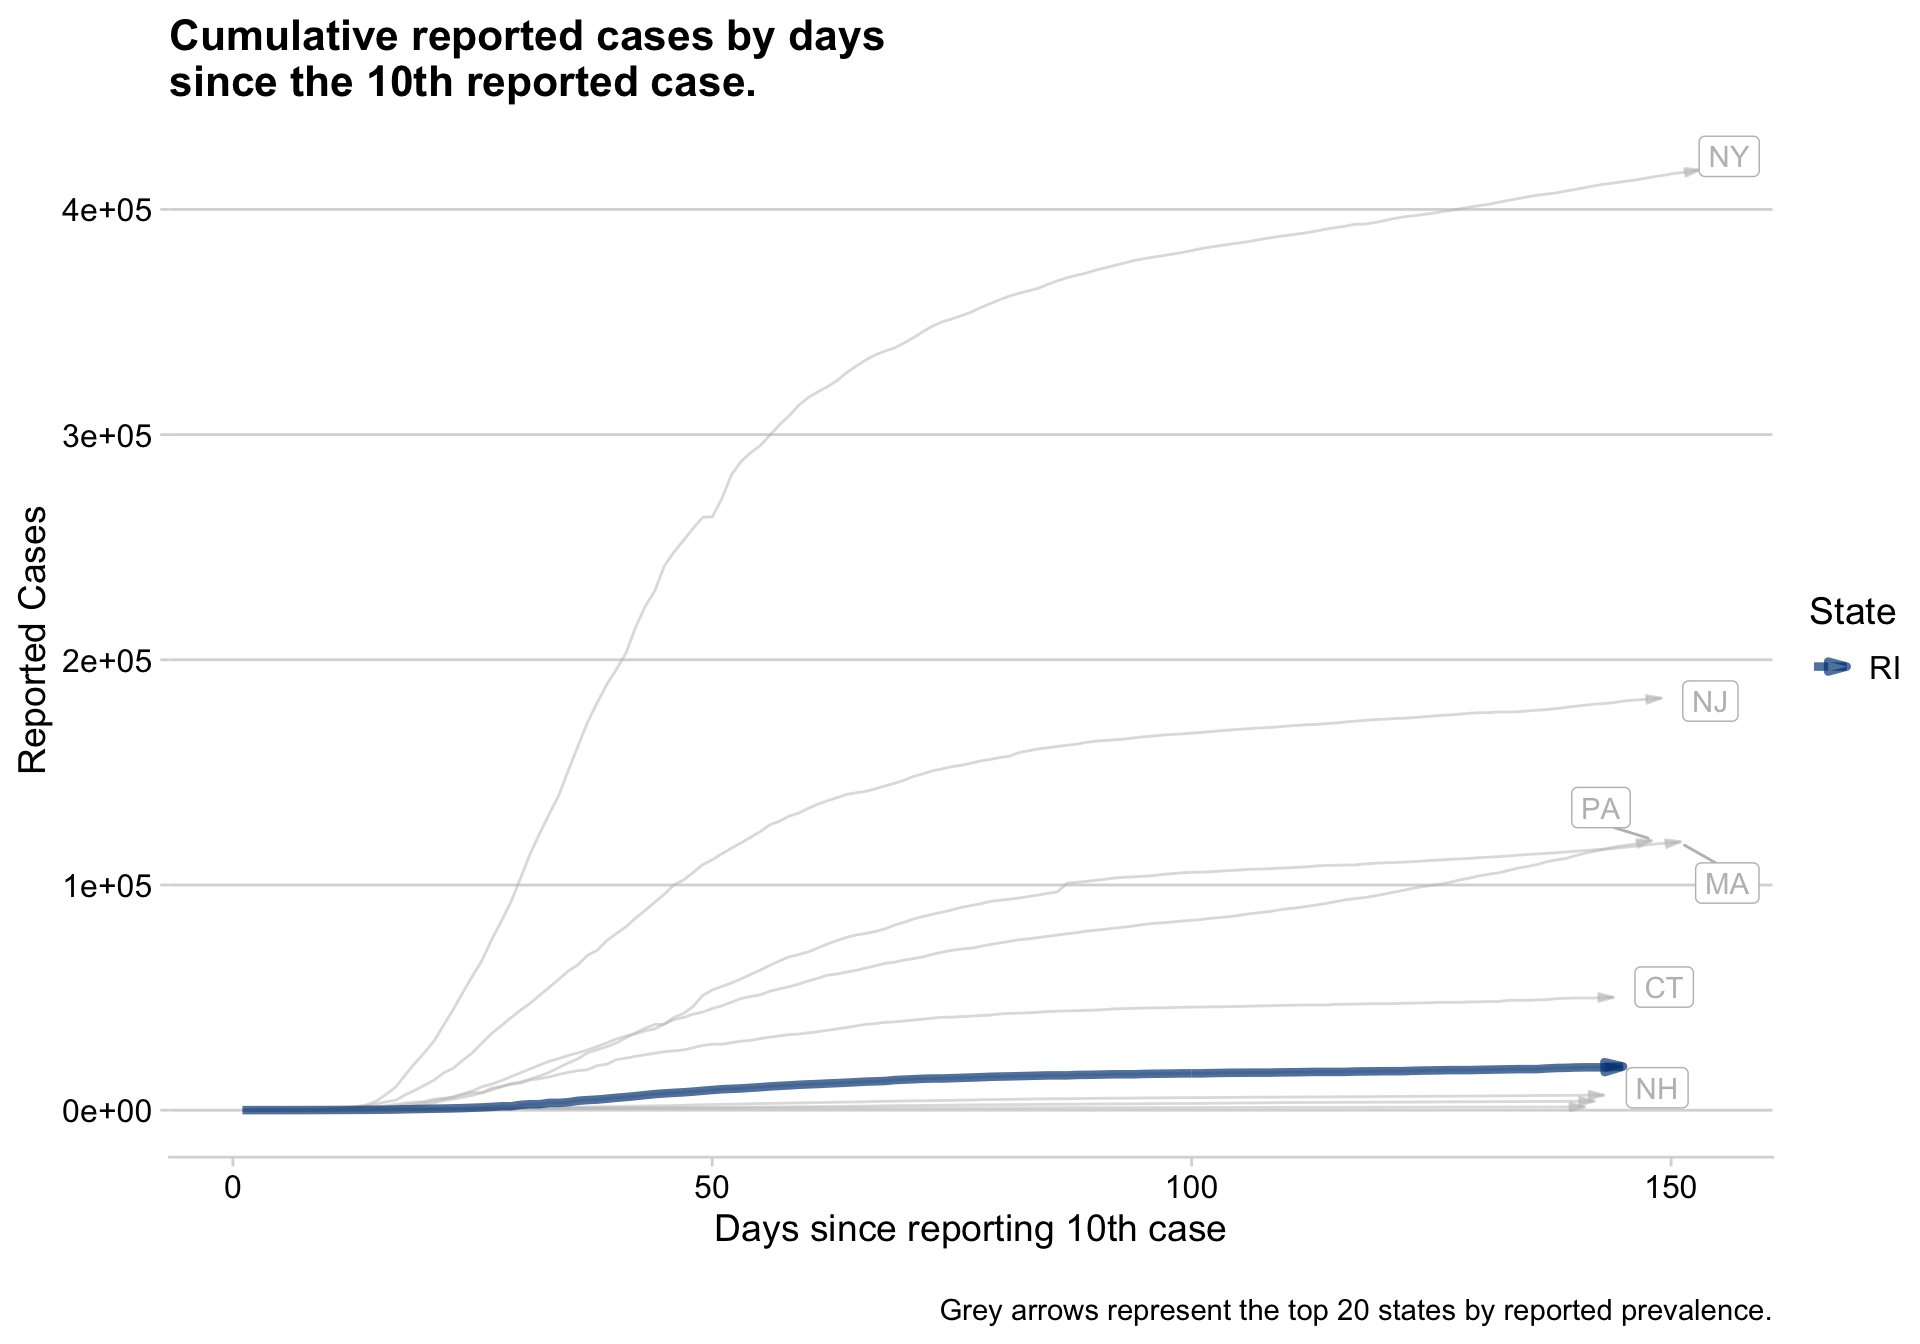 Cumulative reported cases by days
since the 10th reported case.
NY
4e+05
3e+05
Reported Cases
State
RI
2e+05
NJ
PA
1e+05
MA
CT
NH
0e+00
0
50
100
150
Days since reporting 10th case
Grey arrows represent the top 20 states by reported prevalence.